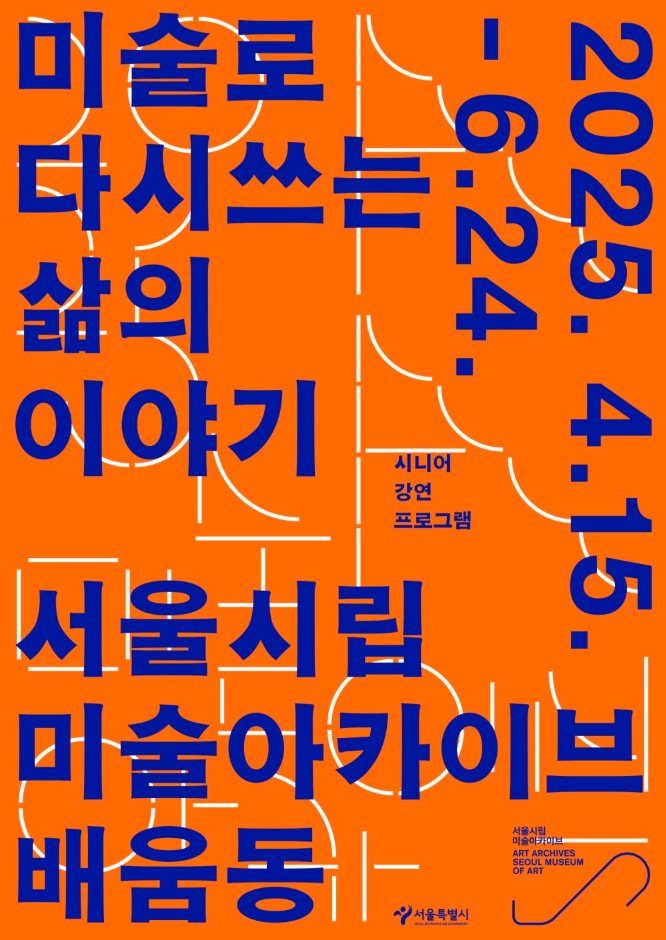 미술로
다시쓰는
삶의
이야기
2025. 4.15.
- 6.24.
시니어
강연
프로그램
서울시립
미술아카이브
배움동
서울시립
미술아카이브
ART ARCHIVES
SEOUL MUSEUM
OF ART
서울특별시
SEOUL METROPOLITAN GOVERNMENT